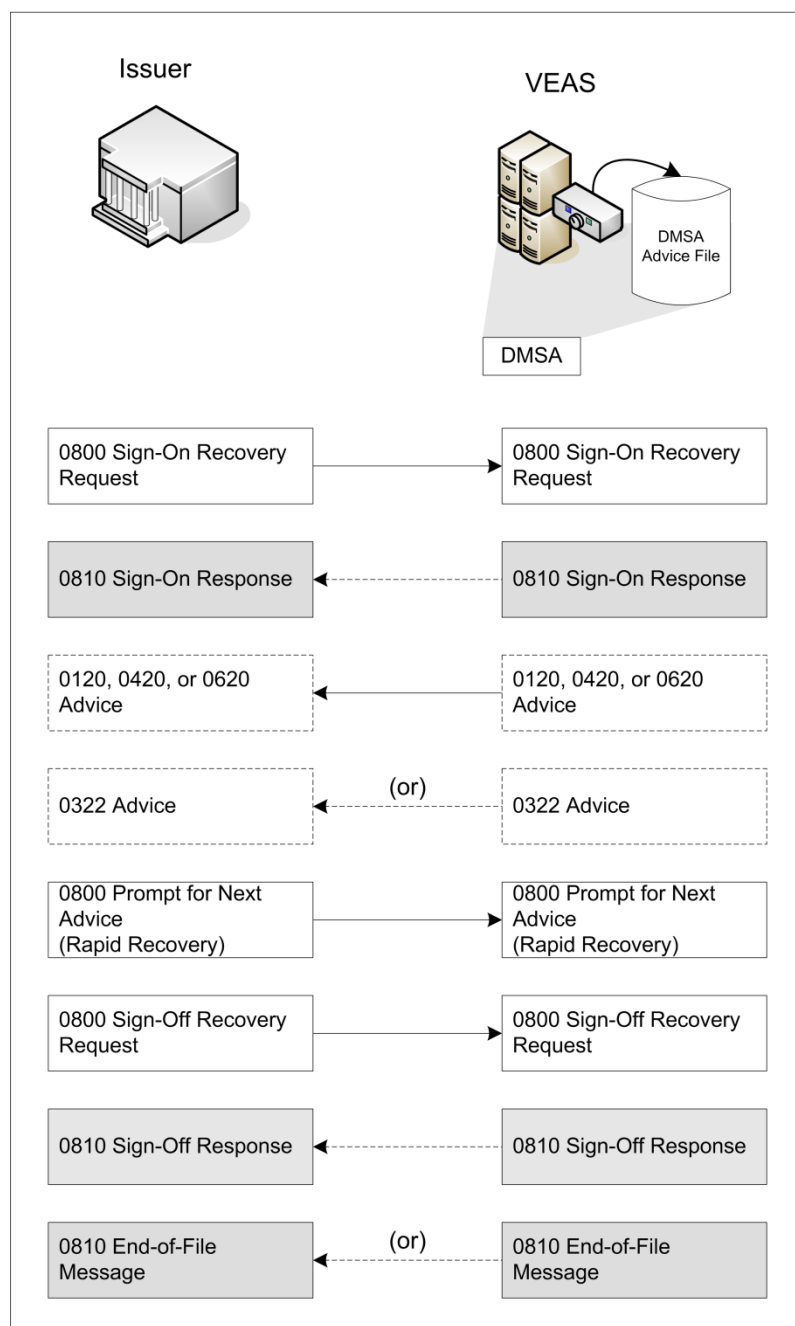 Issuer
VEAS
DMSA
Advice File
DMSA
0800 Sign-On Recovery
Request
0800 Sign-On Recovery
Request
0810 Sign-On Response
0810 Sign-On Response
0120, 0420, or 0620
Advice
0120, 0420, or 0620
Advice
0322 Advice
(or)
0322 Advice
0800 Prompt for Next
Advice
(Rapid Recovery)
0800 Prompt for Next
Advice
(Rapid Recovery)
0800 Sign-Off Recovery
Request
0800 Sign-Off Recovery
Request
0810 Sign-Off Response
0810 Sign-Off Response
0810 End-of-File
Message
(or)
0810 End-of-File
Message